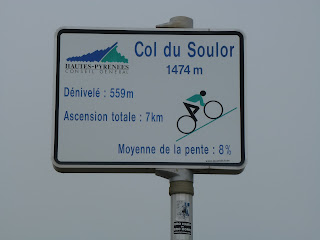 Col du Soulor
1474 m
HAUTES-PYRENEES
CONSEIL GENERAL
Dénivelé : 559m
Ascension totale : 7km
Moyenne de la pente : 8%